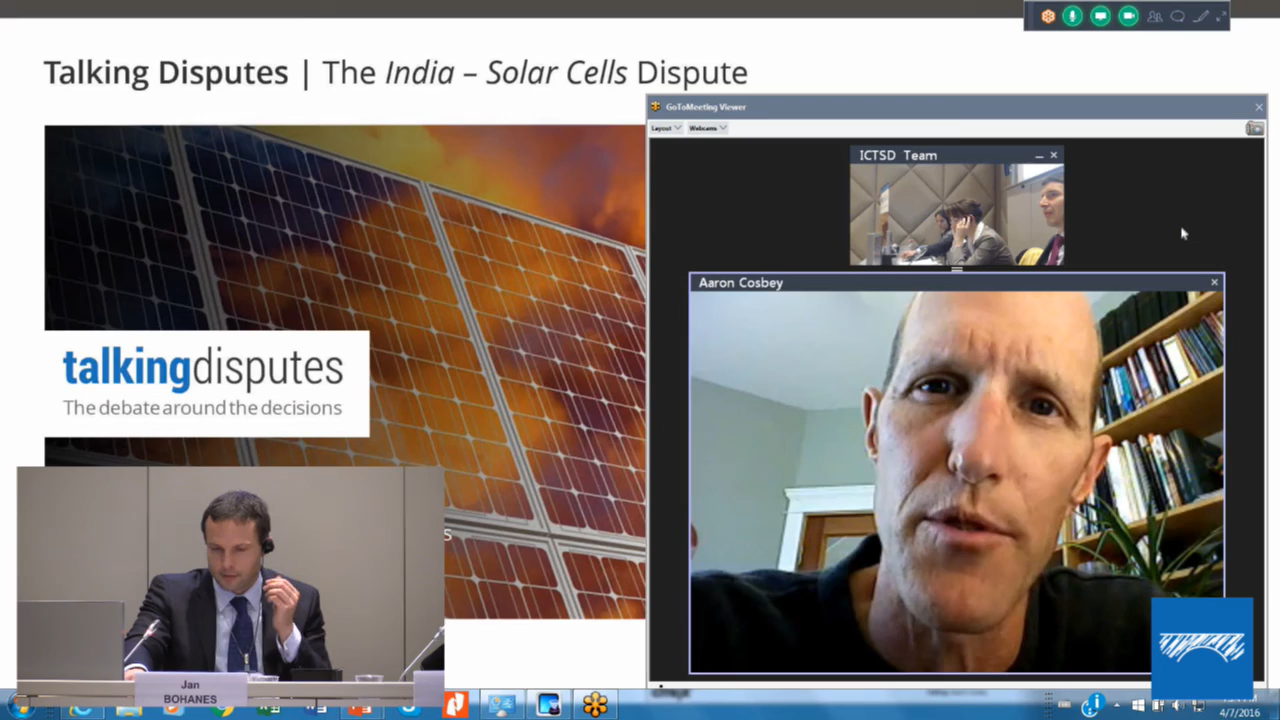 Talking Disputes | The India – Solar Cells Dispute
GoToMeeting Viewer
Layout
Webcams
ICTSD Team
Aaron Cosbey
talkingdisputes
The debate around the decisions
s
Jan
BOHANES
4/7/2016